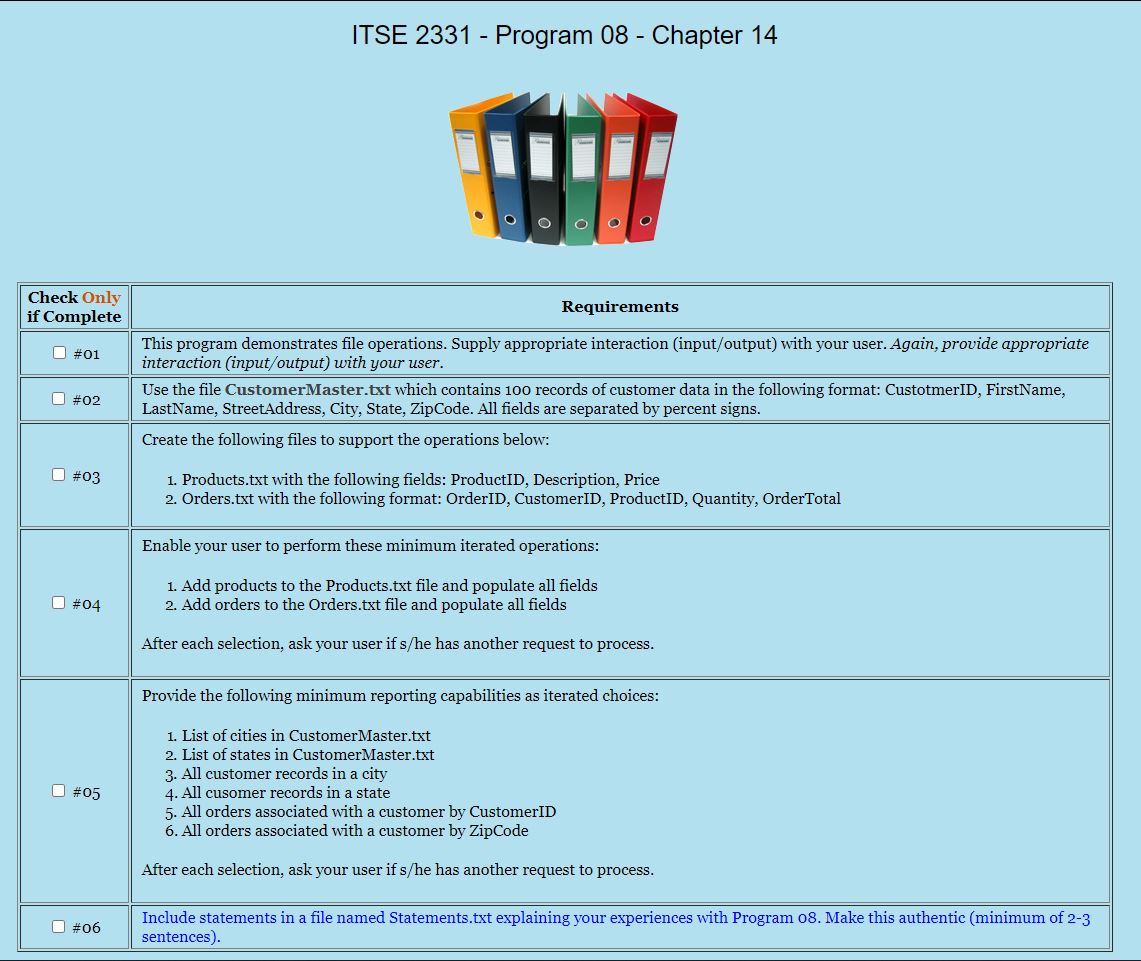 ITSE 2331 - Program 08 - Chapter 14
Check Only
if Complete
Requirements
#01
This program demonstrates file operations. Supply appropriate interaction (input/output) with your user. Again, provide appropriate
interaction (input/output) with your user.
#02
Use the file CustomerMaster.txt which contains 100 records of customer data in the following format: CustotmerID, FirstName,
LastName, StreetAddress, City, State, ZipCode. All fields are separated by percent signs.
#03
Create the following files to support the operations below:
1. Products.txt with the following fields: ProductID, Description, Price
2. Orders.txt with the following format: OrderID, CustomerID, ProductID, Quantity, OrderTotal
#04
Enable your user to perform these minimum iterated operations:
1. Add products to the Products.txt file and populate all fields
2. Add orders to the Orders.txt file and populate all fields
After each selection, ask your user if s/he has another request to process.
#05
Provide the following minimum reporting capabilities as iterated choices:
1. List of cities in CustomerMaster.txt
2. List of states in CustomerMaster.txt
3. All customer records in a city
4. All cusomer records in a state
5. All orders associated with a customer by CustomerID
6. All orders associated with a customer by ZipCode
After each selection, ask your user if s/he has another request to process.
#06
Include statements in a file named Statements.txt explaining your experiences with Program 08. Make this authentic (minimum of 2-3
sentences).